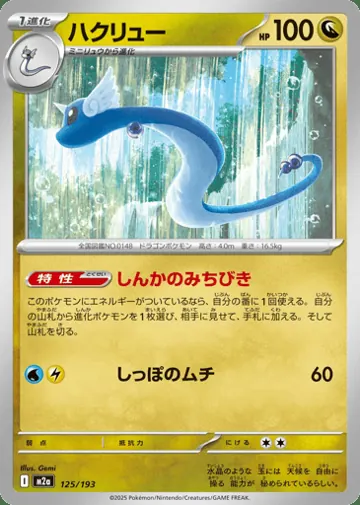 1進化
ハクリュー
HP 100
ミニリュウから進化
全国図鑑NO.0148 ドラゴンポケモン 高さ:4.0m 重さ:16.5kg
特性 とくせい しんかのみちびき
このポケモンにエネルギーがついているなら、自分の番に1回使える。自分
の山札から進化ポケモンを1枚選び、相手に見せて、手札に加える。そして
山札を切る。
しっぽのムチ 60
弱点 抵抗力 にげる
Illus. Gemi
I M2a 125/193
水晶のような 玉には 天気を
操る 能力が 秘められているらしい。
©2025 Pokémon/Nintendo/Creatures/GAME FREAK.